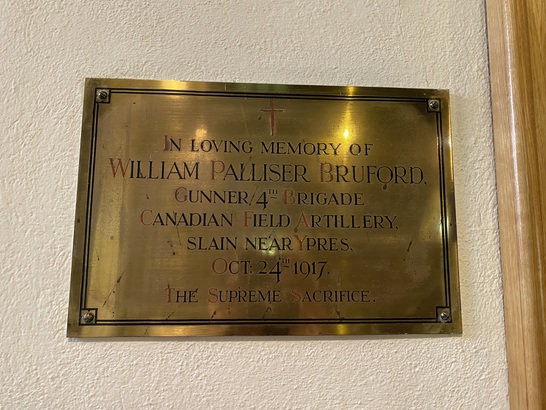 IN LOVING MEMORY OF
WILLIAM PALLISER BRUFORD.
GUNNER 4TH BRIGADE
CANADIAN FIELD ARTILLERY,
SLAIN NEAR YPRES.
OCT: 24TH 1917.
THE SUPREME SACRIFICE.